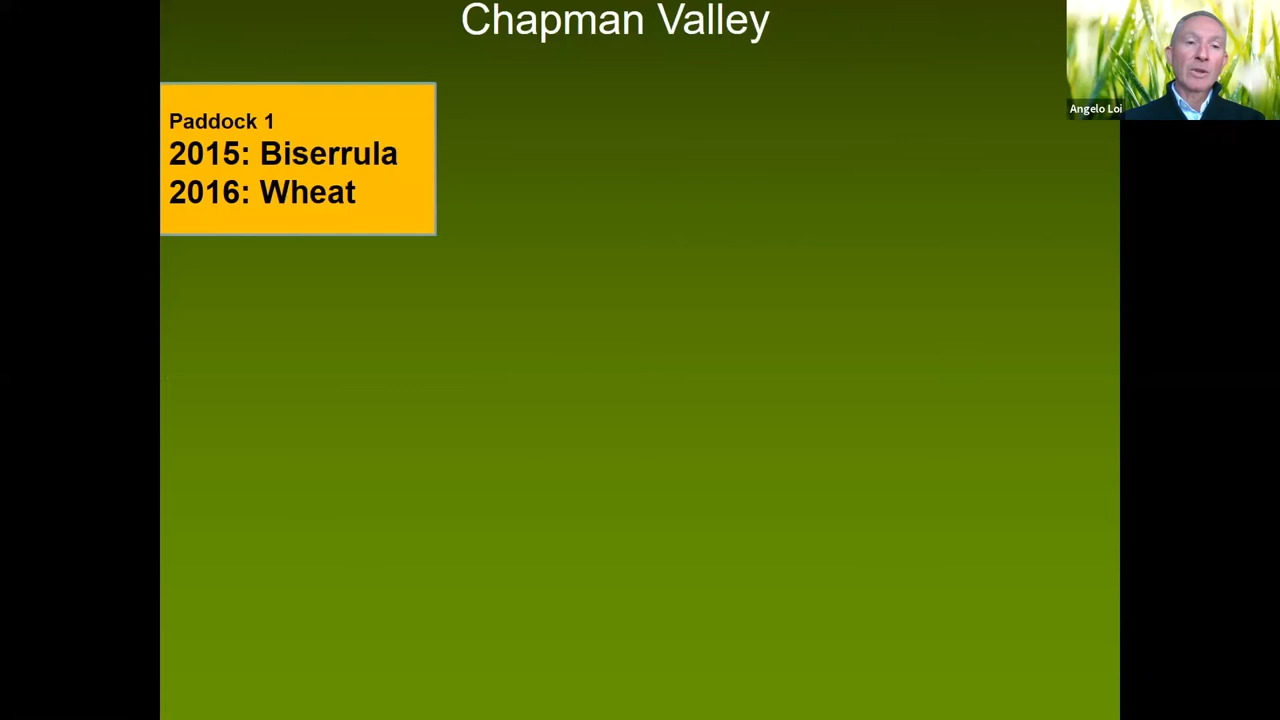 Chapman Valley
Angelo Loi
Paddock 1
2015: Biserrula
2016: Wheat